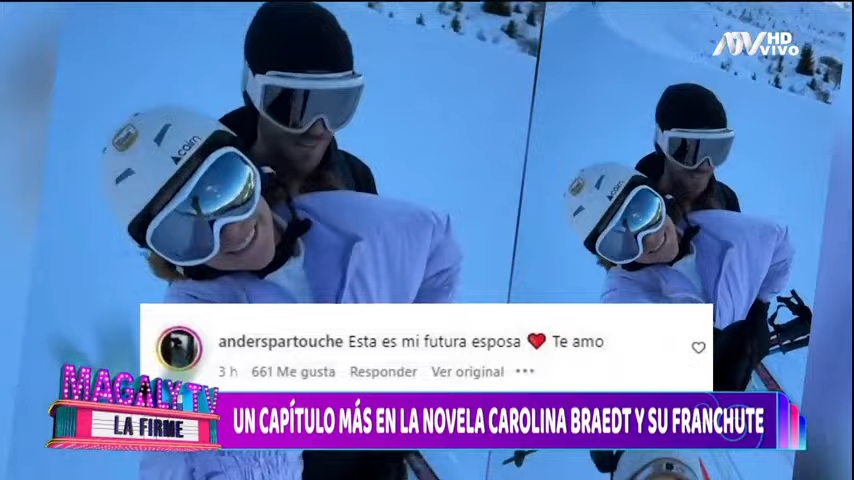 ATV HD
VIVO
cairn
cairn
anderspartouche Esta es mi futura esposa ❤️ Te amo
3 h 661 Me gusta Responder Ver original •••
MAGALY TV
LA FIRME
UN CAPÍTULO MÁS EN LA NOVELA CAROLINA BRAEDT Y SU FRANCHUTE